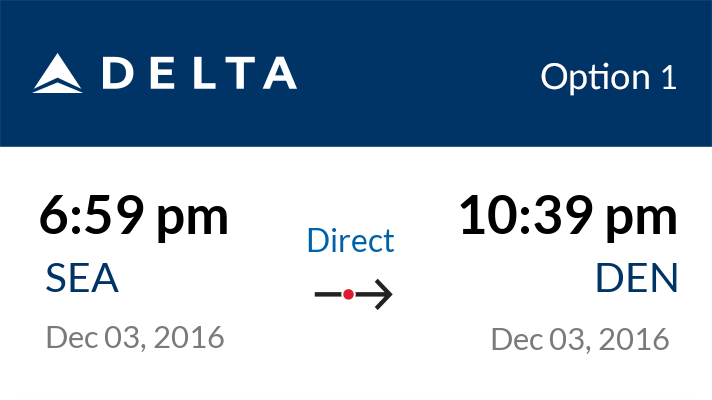 DELTA
Option 1
6:59 pm
10:39 pm
Direct
SEA
DEN
Dec 03, 2016
Dec 03, 2016